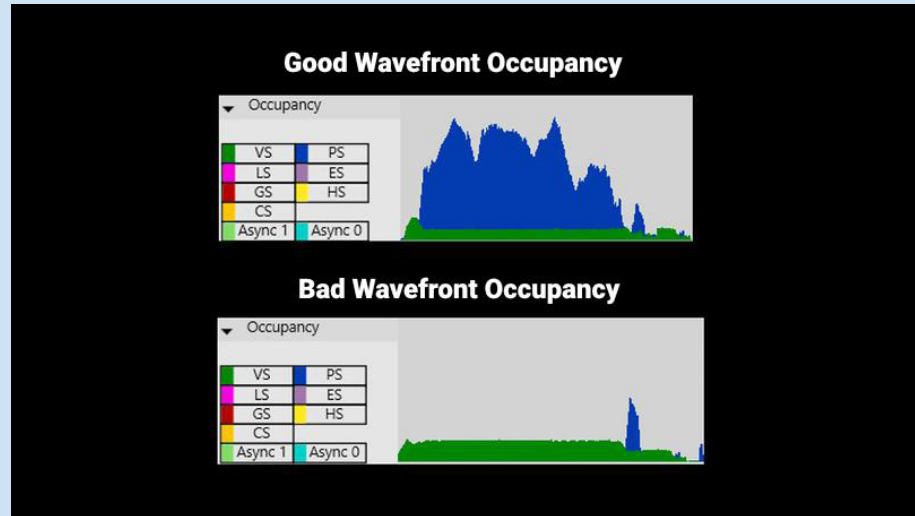 Good Wavefront Occupancy
Occupancy
VS PS
LS ES
GS HS
CS
Async 1 Async 0
Bad Wavefront Occupancy
Occupancy
VS PS
LS ES
GS HS
CS
Async 1 Async 0